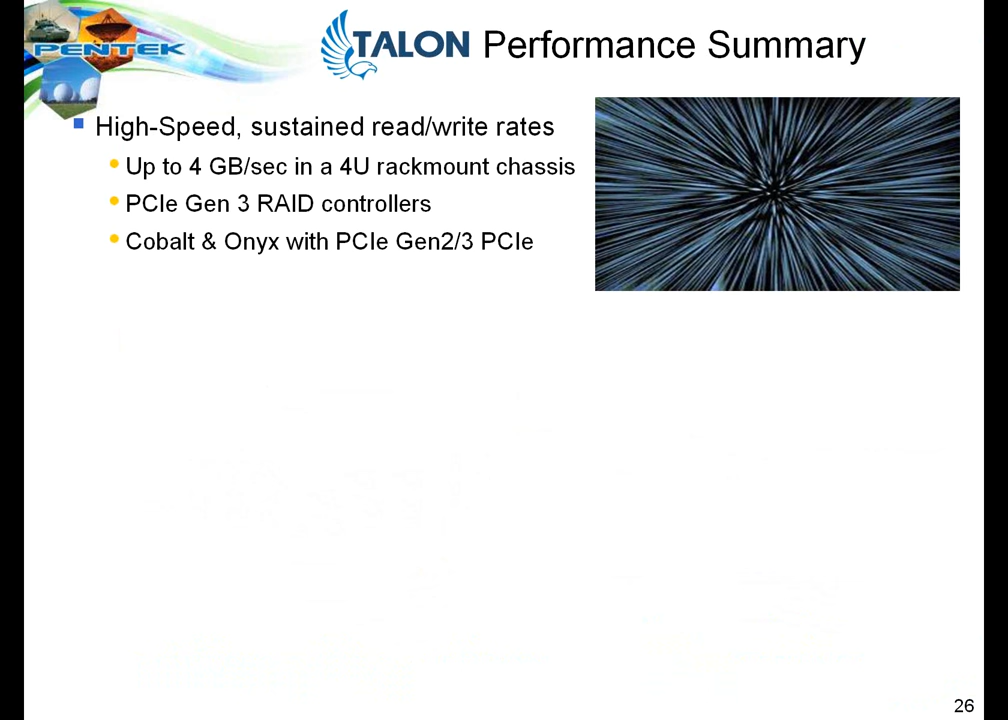 PENTEK
TALON Performance Summary
High-Speed, sustained read/write rates
Up to 4 GB/sec in a 4U rackmount chassis
PCIe Gen 3 RAID controllers
Cobalt & Onyx with PCIe Gen2/3 PCIe
26